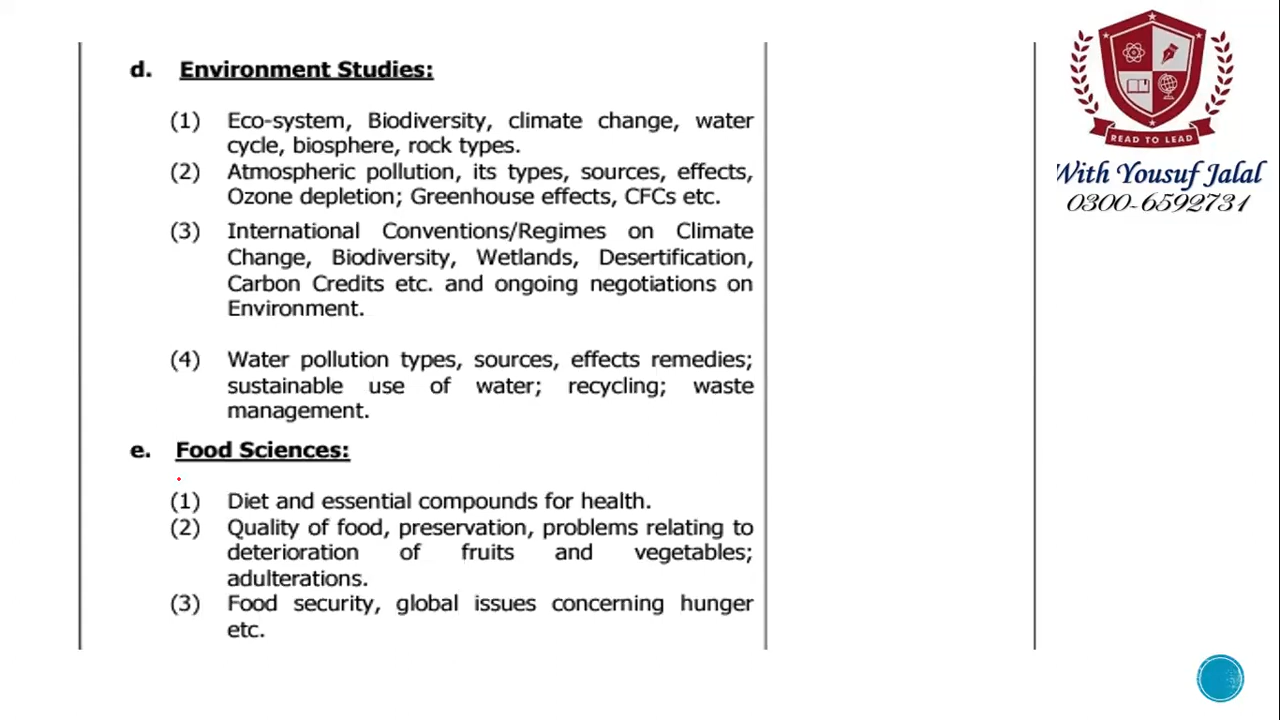 d. Environment Studies:
(1) Eco-system, Biodiversity, climate change, water
cycle, biosphere, rock types.
(2) Atmospheric pollution, its types, sources, effects,
Ozone depletion; Greenhouse effects, CFCs etc.
(3) International Conventions/Regimes on Climate
Change, Biodiversity, Wetlands, Desertification,
Carbon Credits etc. and ongoing negotiations on
Environment.
(4) Water pollution types, sources, effects remedies;
sustainable use of water; recycling; waste
management.
e. Food Sciences:
(1) Diet and essential compounds for health.
(2) Quality of food, preservation, problems relating to
deterioration of fruits and vegetables;
adulterations.
(3) Food security, global issues concerning hunger
etc.
READ TO LEAD
With Yousuf Jalal
0300-6592731